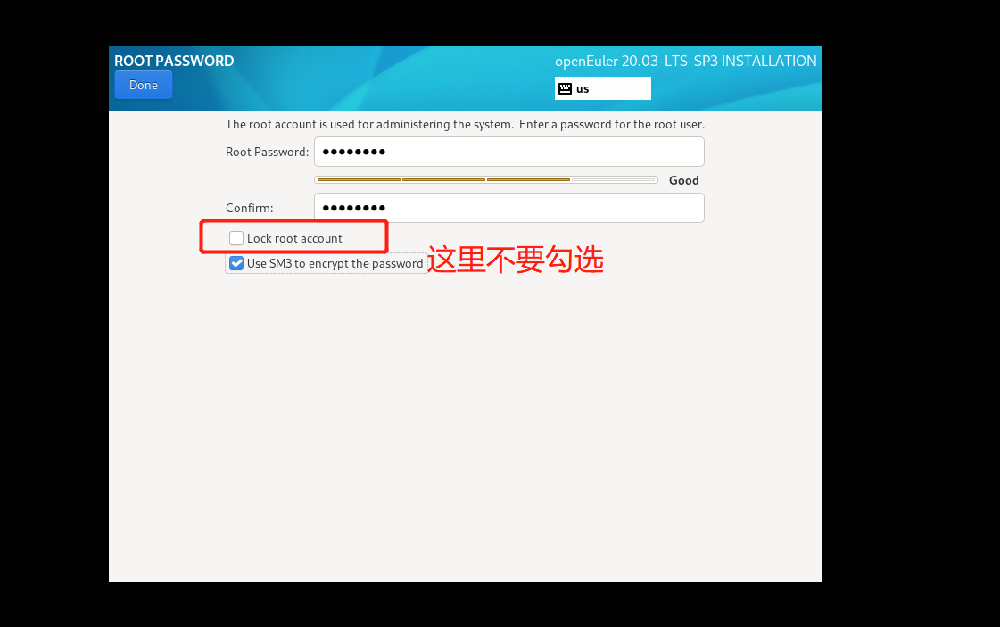 ROOT PASSWORD
openEuler 20.03-LTS-SP3 INSTALLATION
Done
us
The root account is used for administering the system.  Enter a password for the root user.
Root Password: ●●●●●●●●
Good
Confirm: ●●●●●●●●
Lock root account
Use SM3 to encrypt the password
这里不要勾选